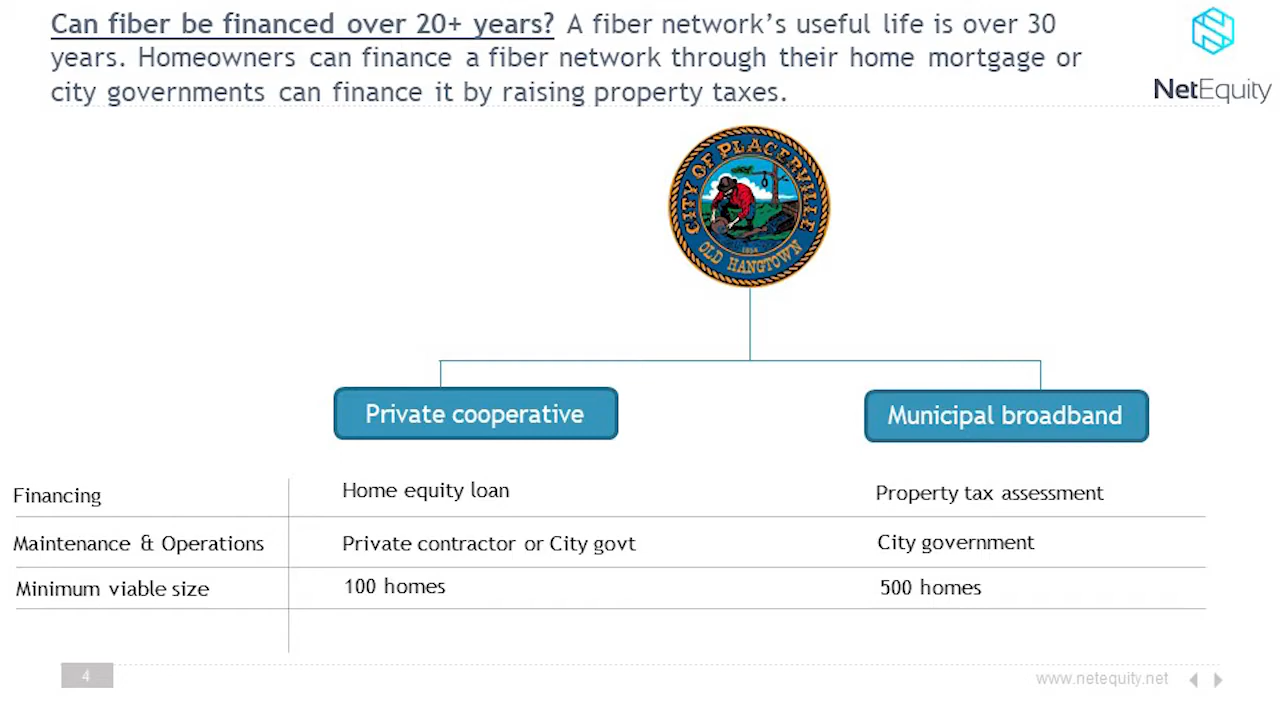 Can fiber be financed over 20+ years? A fiber network's useful life is over 30
years. Homeowners can finance a fiber network through their home mortgage or
city governments can finance it by raising property taxes.
NetEquity
CITY OF PLACERVILLE
1854
OLD HANGTOWN
Private cooperative
Municipal broadband
Financing
Home equity loan
Property tax assessment
Maintenance & Operations
Private contractor or City govt
City government
Minimum viable size
100 homes
500 homes
4
www.netequity.net